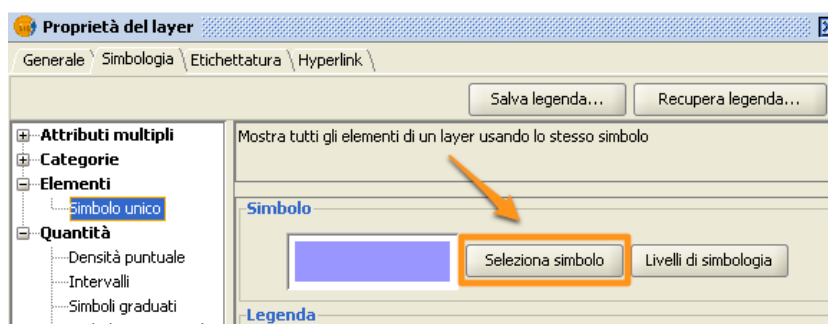 Proprietà del layer
Generale Simbologia Etichettatura Hyperlink
Salva legenda... Recupera legenda...
Attributi multipli
Categorie
Elementi
Simbolo unico
Quantità
Densità puntuale
Intervalli
Simboli graduati
Mostra tutti gli elementi di un layer usando lo stesso simbolo
Simbolo
Seleziona simbolo Livelli di simbologia
Legenda